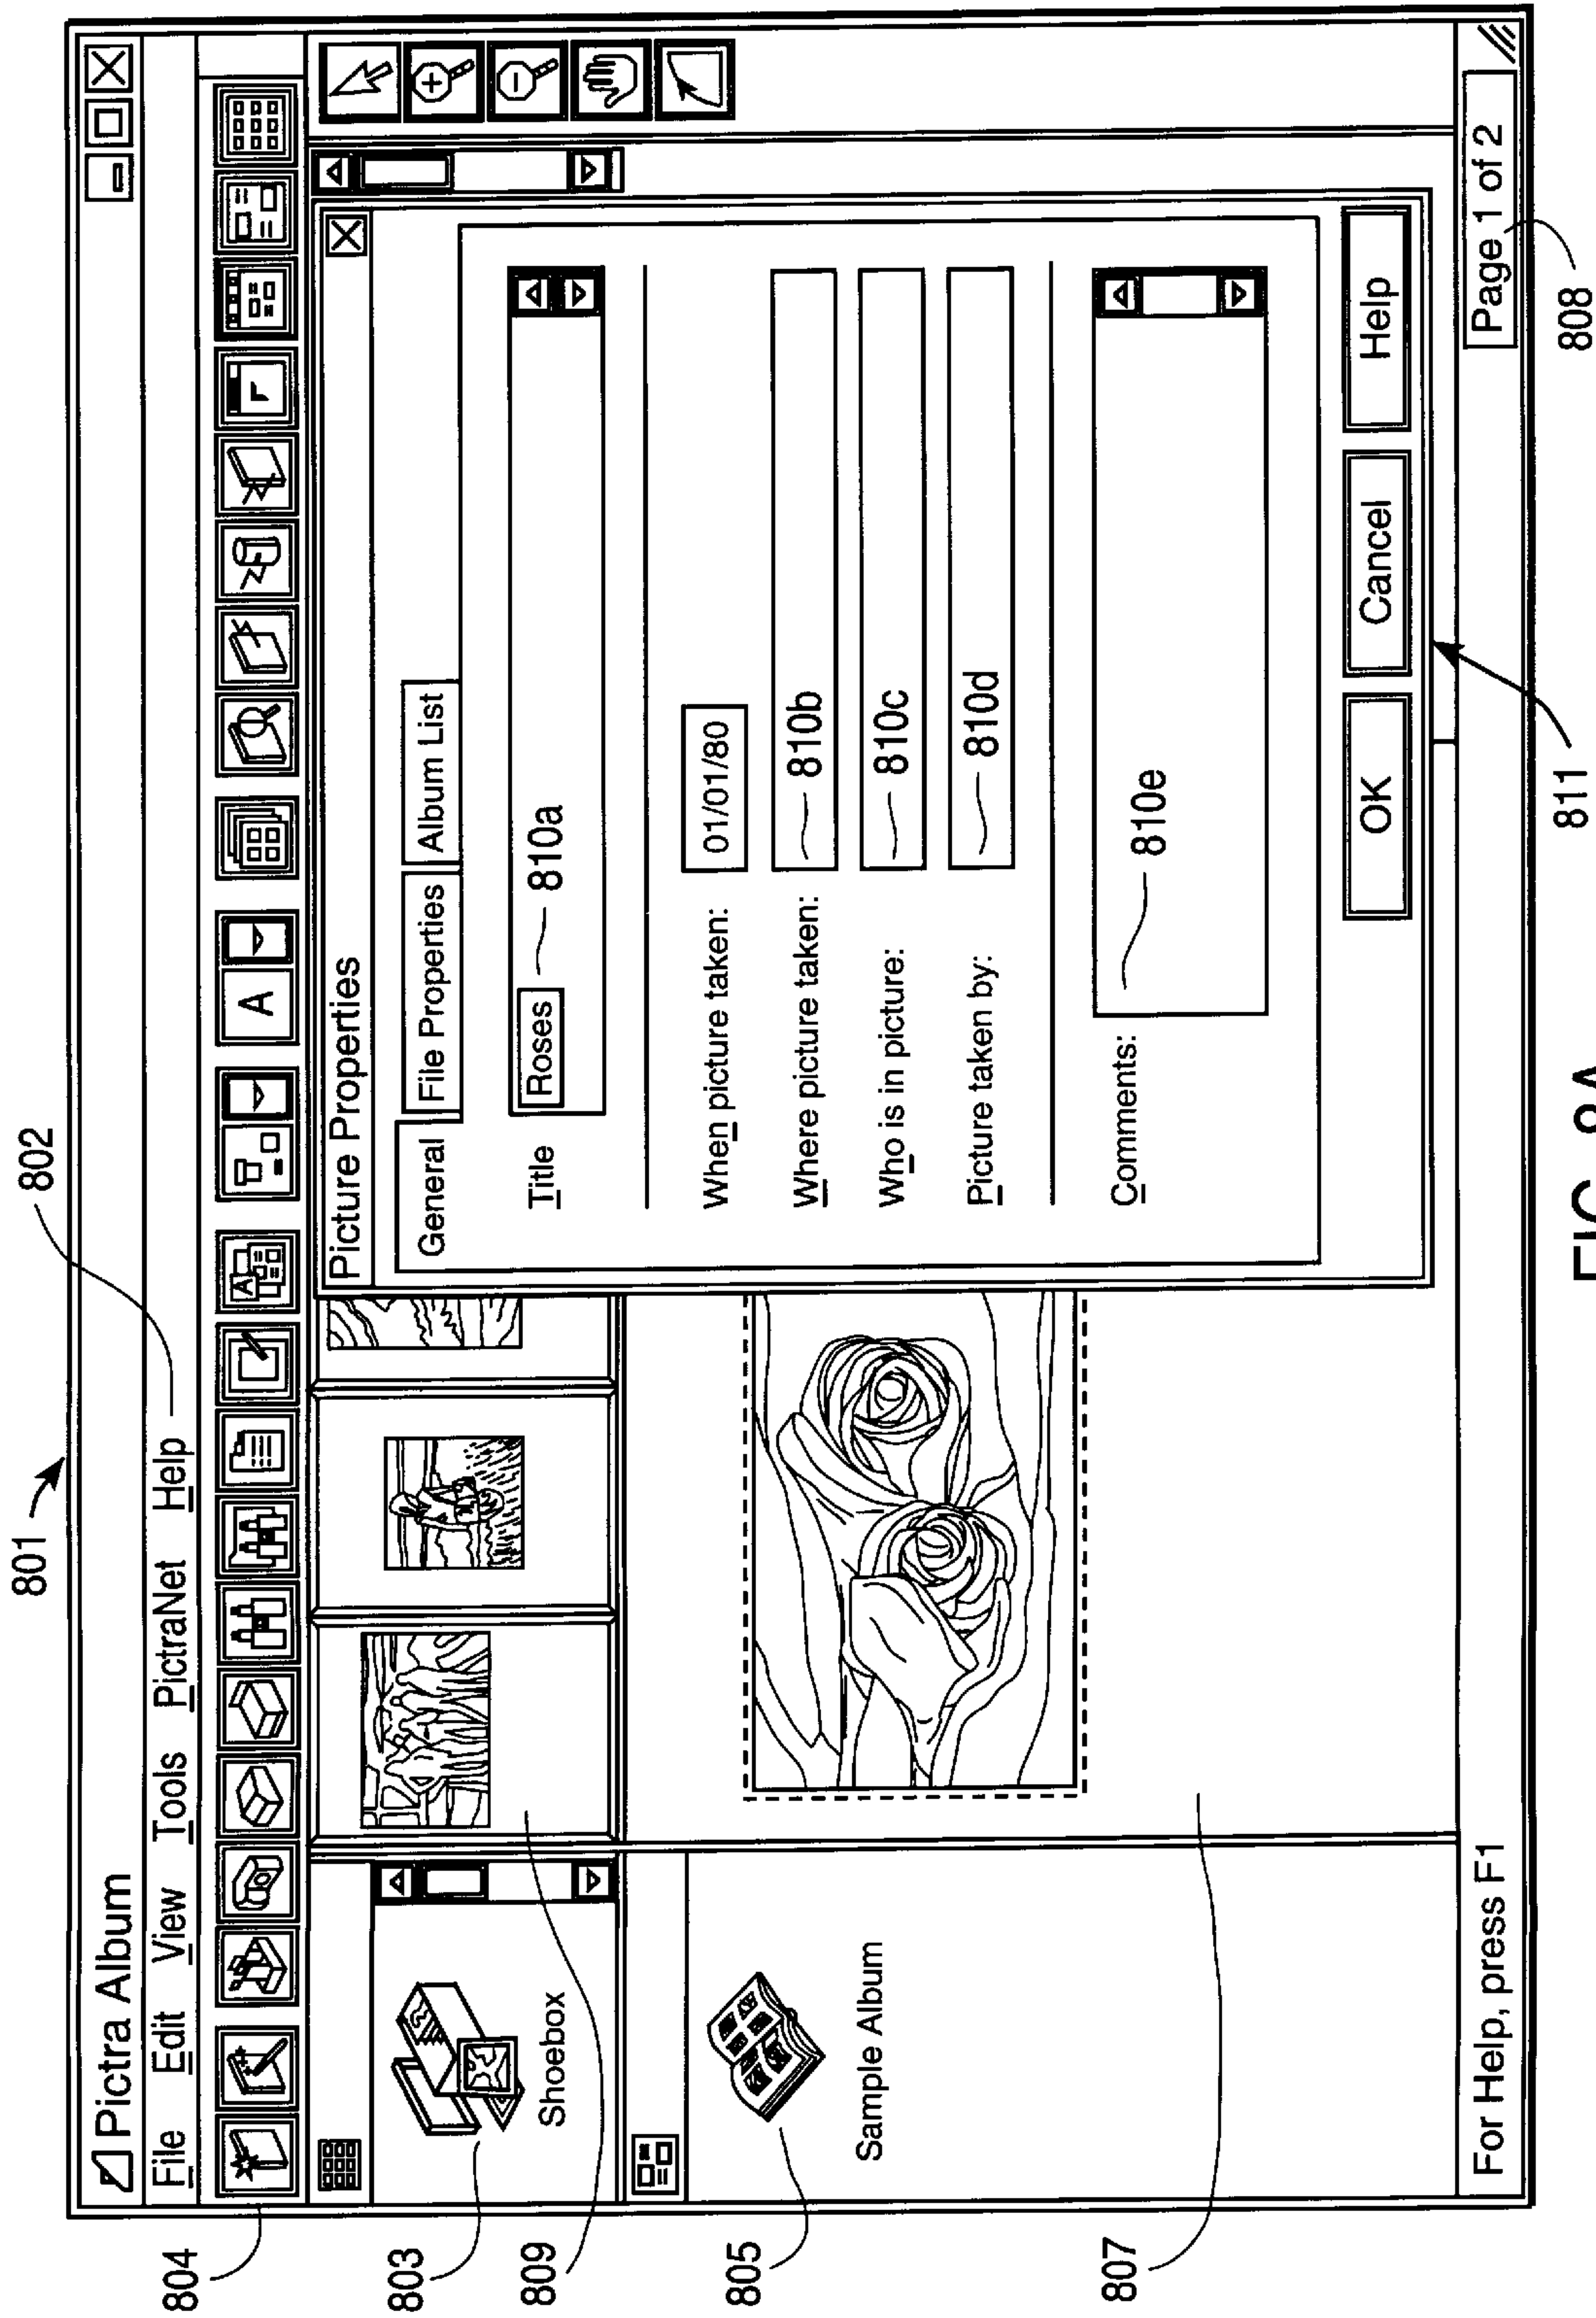 801
802
Pictra Album
File Edit View Tools PictraNet Help
804
A
Picture Properties
General File Properties Album List
Title Roses 810a
When picture taken: 01/01/80
Where picture taken: 810b
Who is in picture: 810c
Picture taken by: 810d
Comments: 810e
OK Cancel Help
803
Shoebox
809
805
Sample Album
807
For Help, press F1
Page 1 of 2
811
808
FIG. 8A